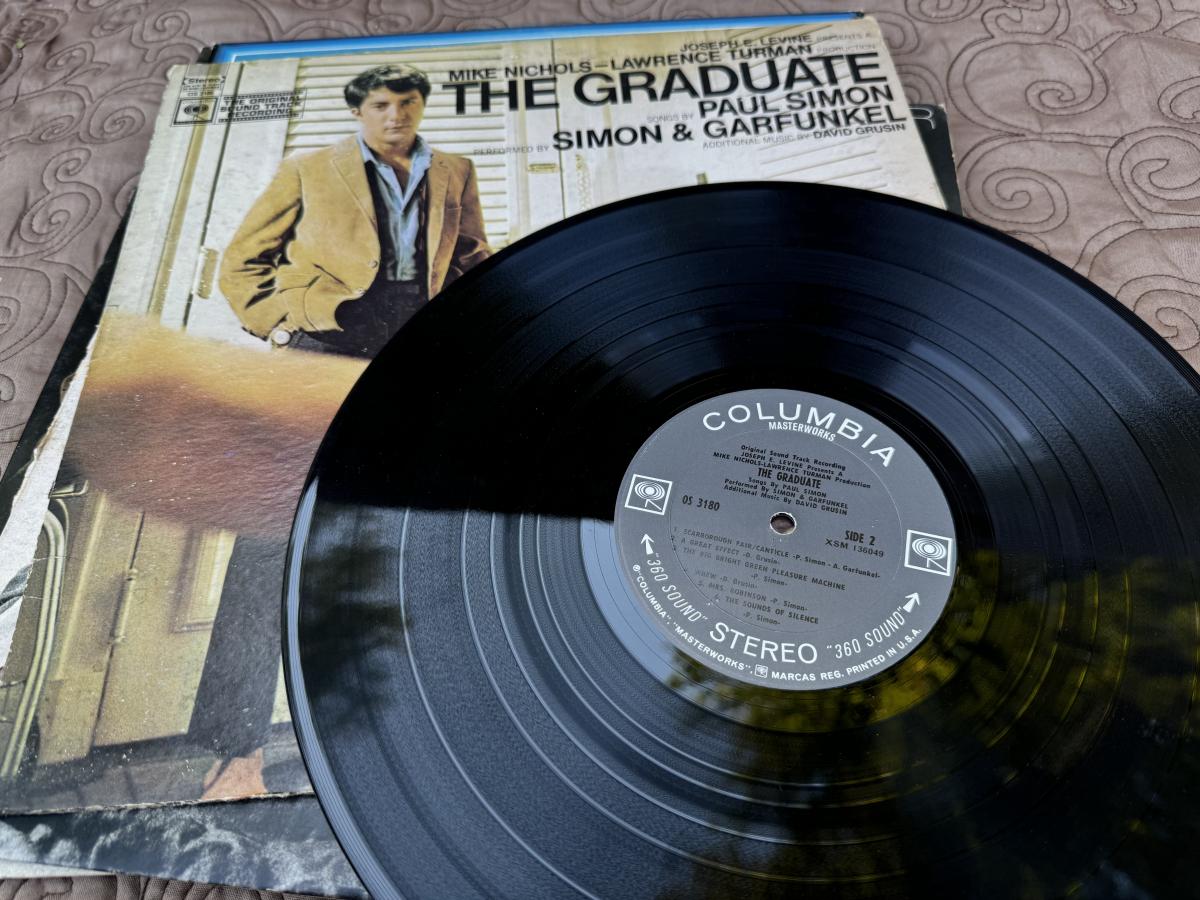 JOSEPH E. LEVINE PRESENTS A
MIKE NICHOLS–LAWRENCE TURMAN PRODUCTION
THE GRADUATE
SONGS BY PAUL SIMON
PERFORMED BY SIMON & GARFUNKEL
ADDITIONAL MUSIC BY DAVID GRUSIN
Stereo
OS 3180
THE ORIGINAL
SOUND TRACK
RECORDING
R
COLUMBIA
MASTERWORKS
Original Sound Track Recording
JOSEPH E. LEVINE Presents A
MIKE NICHOLS-LAWRENCE TURMAN Production
THE GRADUATE
Songs By PAUL SIMON
Performed By SIMON & GARFUNKEL
Additional Music By DAVID GRUSIN
OS 3180
SIDE 2
XSM 136049
1. SCARBOROUGH FAIR/CANTICLE -P. Simon - A. Garfunkel-
2. A GREAT EFFECT -D. Grusin-
3. THE BIG BRIGHT GREEN PLEASURE MACHINE
-P. Simon-
WHEW -D. Grusin-
5. MRS. ROBINSON -P. Simon-
6. THE SOUNDS OF SILENCE
-P. Simon-
"360 SOUND" STEREO "360 SOUND"
℗"COLUMBIA", "MASTERWORKS", MARCAS REG. PRINTED IN U.S.A.